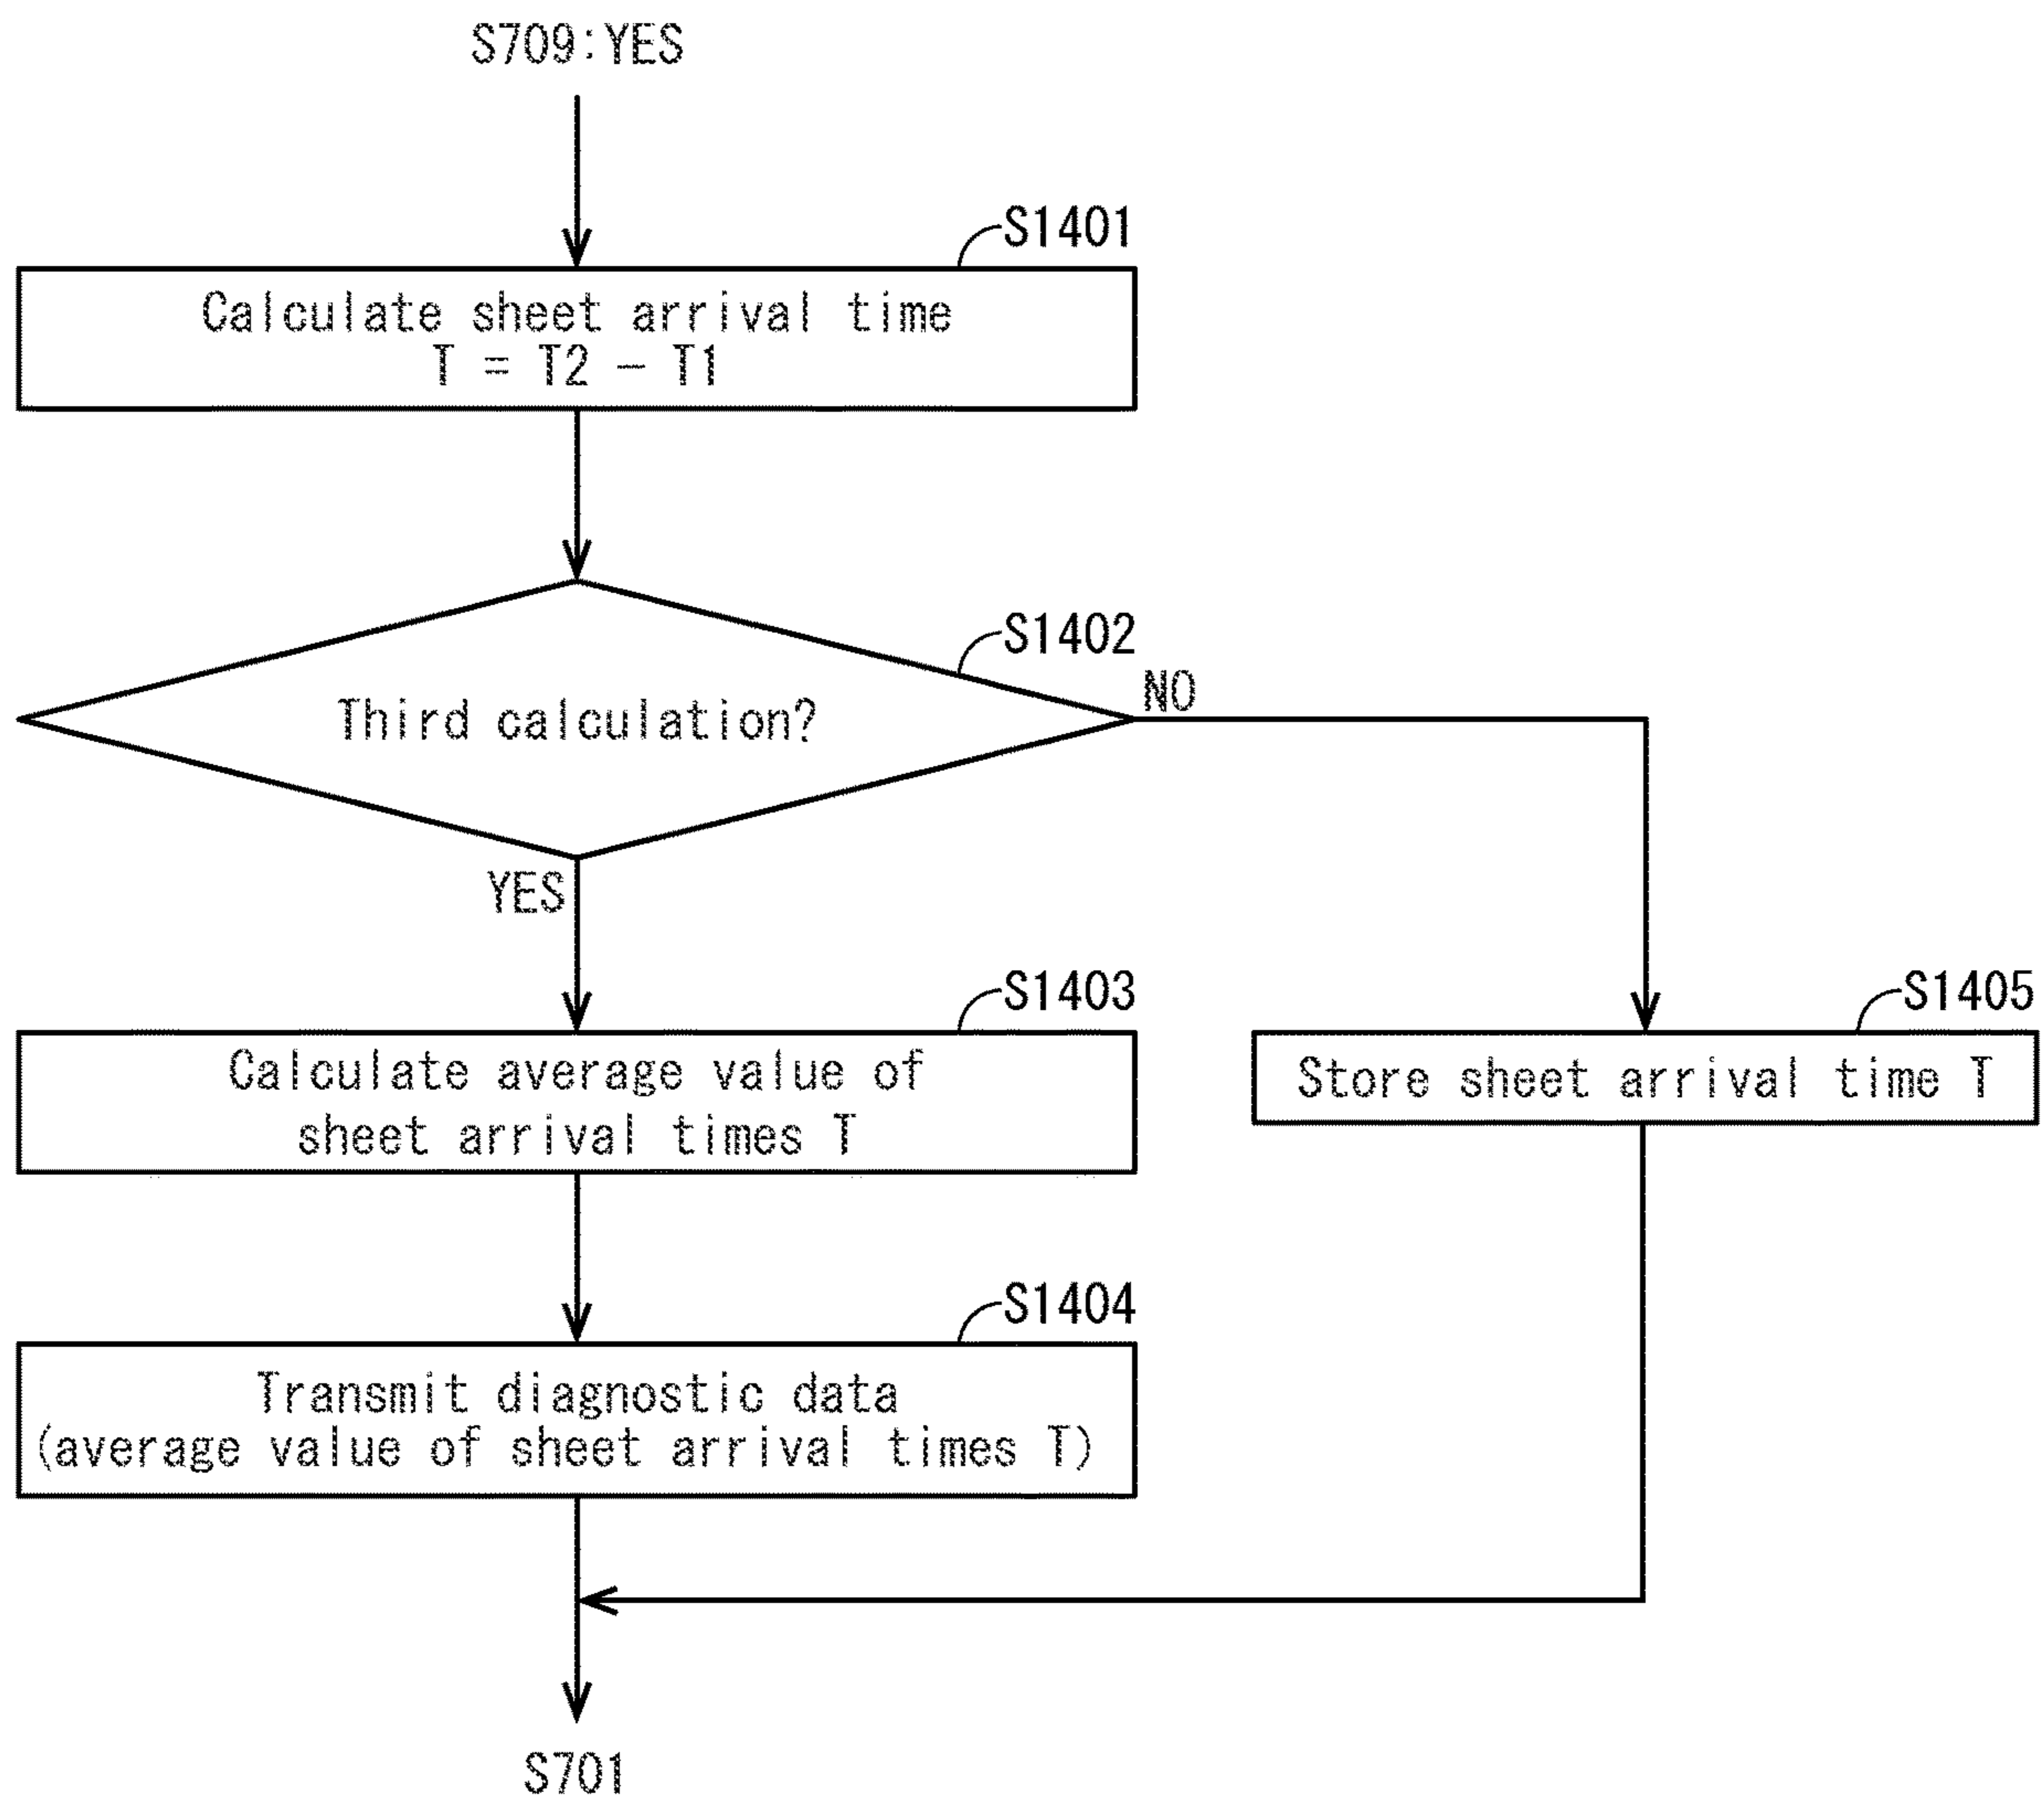 S709:YES
S1401
Calculate sheet arrival time
T = T2 − T1
S1402
Third calculation?
NO
YES
S1403
Calculate average value of
sheet arrival times T
S1405
Store sheet arrival time T
S1404
Transmit diagnostic data
(average value of sheet arrival times T)
S701